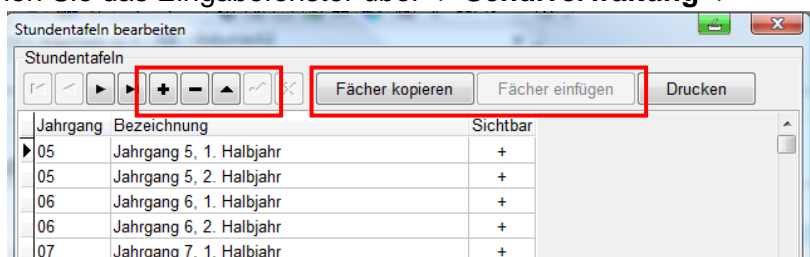 Stundentafeln bearbeiten
Stundentafeln
Fächer kopieren Fächer einfügen Drucken
Jahrgang Bezeichnung Sichtbar
05 Jahrgang 5, 1. Halbjahr +
05 Jahrgang 5, 2. Halbjahr +
06 Jahrgang 6, 1. Halbjahr +
06 Jahrgang 6, 2. Halbjahr +
07 Jahrgang 7, 1. Halbjahr +